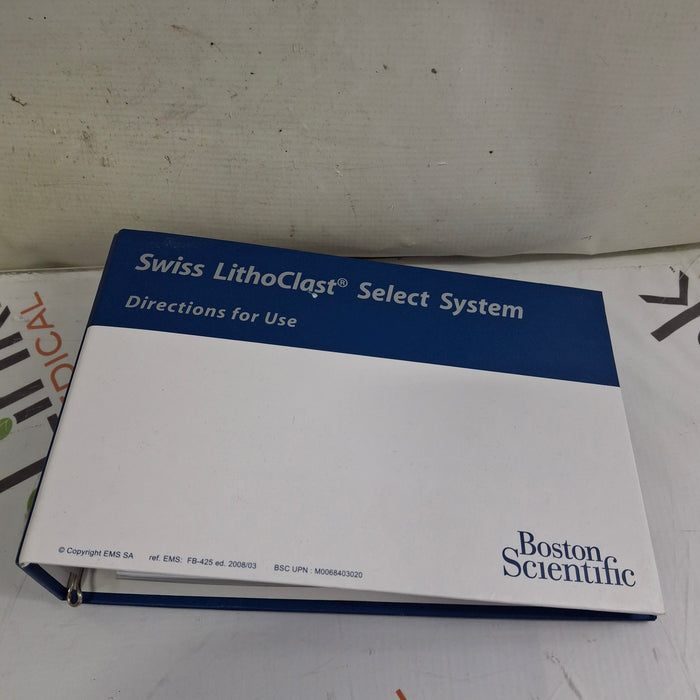 Swiss LithoClast® Select System
Directions for Use
© Copyright EMS SA ref. EMS: FB-425 ed. 2008/03 BSC UPN : M0068403020
Boston
Scientific
DICAL